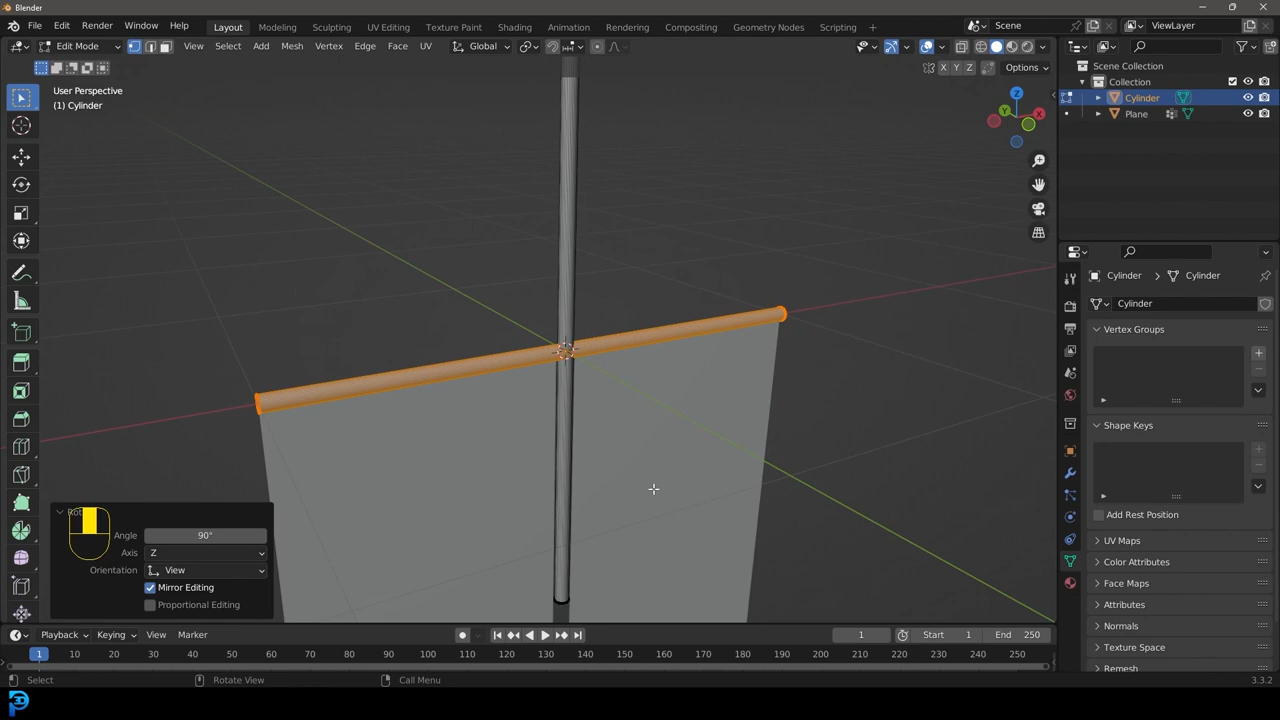 Blender
File Edit Render Window Help Layout Modeling Sculpting UV Editing Texture Paint Shading Animation Rendering Compositing Geometry Nodes Scripting + Scene ViewLayer
Edit Mode View Select Add Mesh Vertex Edge Face UV Global
X Y Z Options
User Perspective
(1) Cylinder
Z
Y
X
Scene Collection
Collection
Cylinder
Plane
Cylinder > Cylinder
Cylinder
Vertex Groups
Shape Keys
Add Rest Position
UV Maps
Color Attributes
Face Maps
Attributes
Normals
Texture Space
Remesh
Angle 90°
Axis Z
Orientation View
Mirror Editing
Proportional Editing
Playback Keying View Marker 1 Start 1 End 250
1 10 20 30 40 50 60 70 80 90 100 110 120 130 140 150 160 170 180 190 200 210 220 230 240 250
Select Rotate View Call Menu 3.3.2